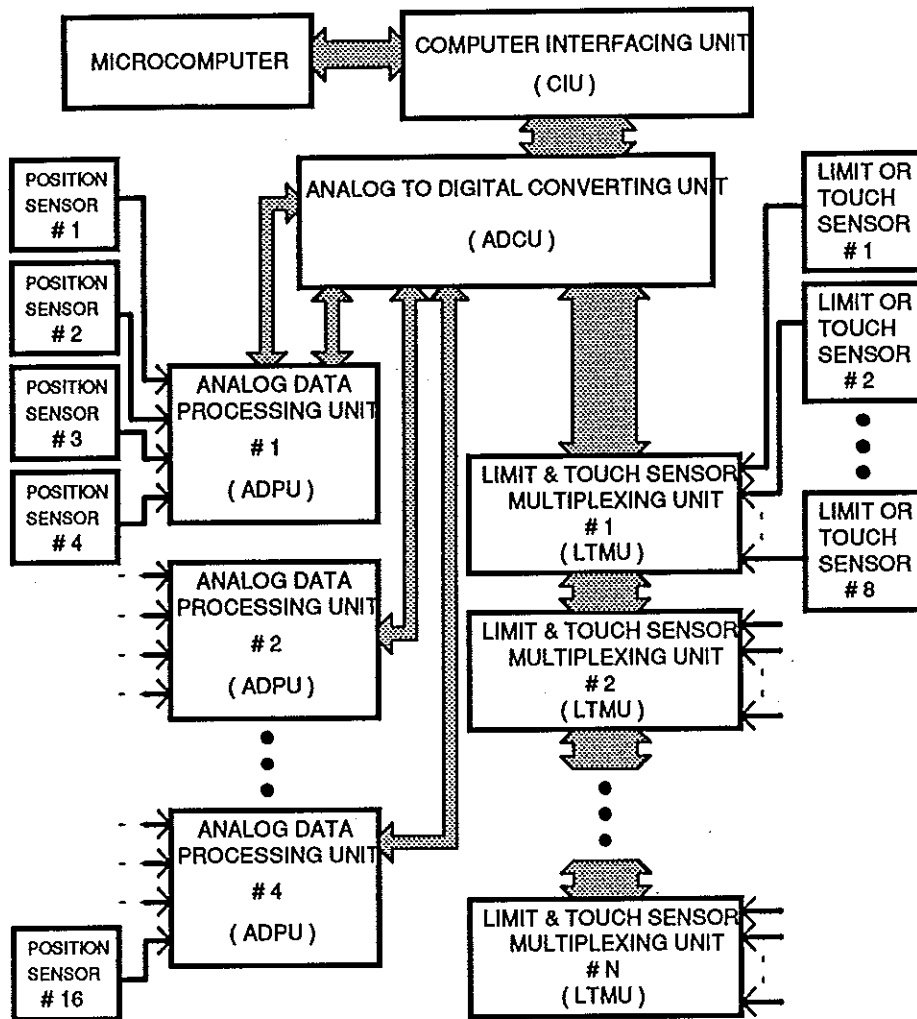 MICROCOMPUTER
COMPUTER INTERFACING UNIT
( CIU )
ANALOG TO DIGITAL CONVERTING UNIT
( ADCU )
POSITION
SENSOR
# 1
POSITION
SENSOR
# 2
POSITION
SENSOR
# 3
POSITION
SENSOR
# 4
ANALOG DATA
PROCESSING UNIT
# 1
( ADPU )
ANALOG DATA
PROCESSING UNIT
# 2
( ADPU )
ANALOG DATA
PROCESSING UNIT
# 4
( ADPU )
POSITION
SENSOR
# 16
LIMIT OR
TOUCH
SENSOR
# 1
LIMIT OR
TOUCH
SENSOR
# 2
LIMIT OR
TOUCH
SENSOR
# 8
LIMIT & TOUCH SENSOR
MULTIPLEXING UNIT
# 1
( LTMU )
LIMIT & TOUCH SENSOR
MULTIPLEXING UNIT
# 2
( LTMU )
LIMIT & TOUCH SENSOR
MULTIPLEXING UNIT
# N
( LTMU )